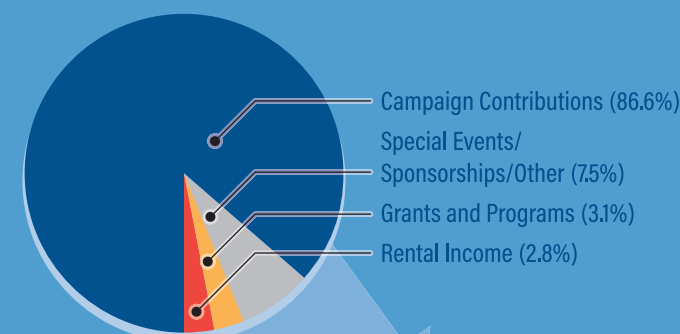 Campaign Contributions (86.6%)
Special Events/
Sponsorships/Other (7.5%)
Grants and Programs (3.1%)
Rental Income (2.8%)